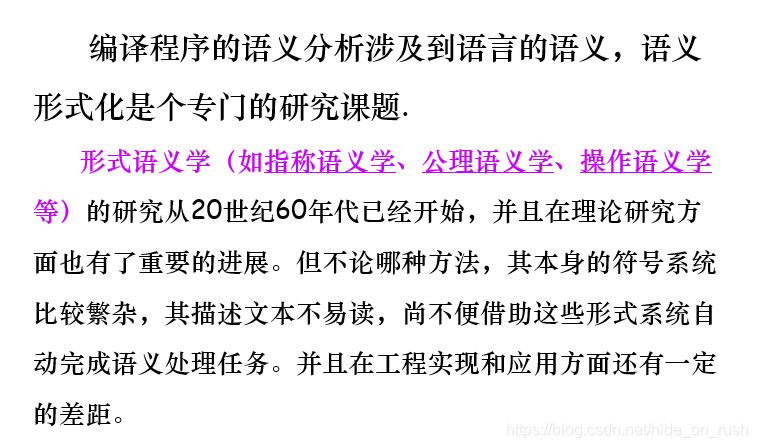 编译程序的语义分析涉及到语言的语义，语义
形式化是个专门的研究课题.
形式语义学（如指称语义学、公理语义学、操作语义学
等）的研究从20世纪60年代已经开始，并且在理论研究方
面也有了重要的进展。但不论哪种方法，其本身的符号系统
比较繁杂，其描述文本不易读，尚不便借助这些形式系统自
动完成语义处理任务。并且在工程实现和应用方面还有一定
的差距。
https://blog.csdn.net/hide_on_rush